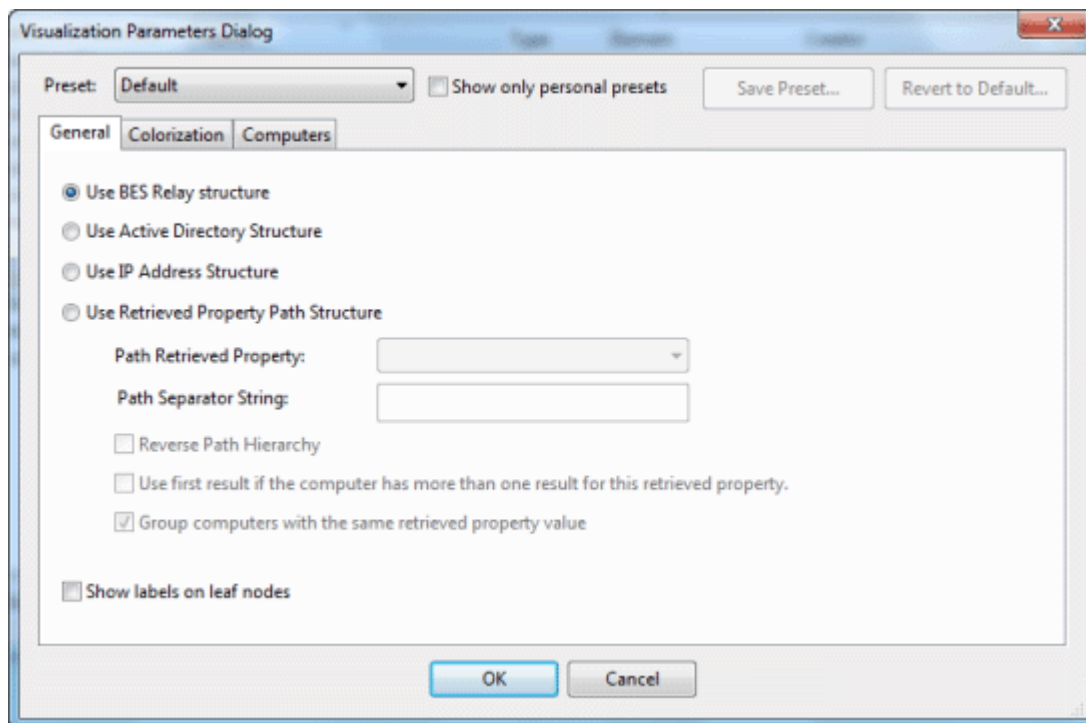 Visualization Parameters Dialog
Preset: Default Show only personal presets Save Preset... Revert to Default...
General Colorization Computers
Use BES Relay structure
Use Active Directory Structure
Use IP Address Structure
Use Retrieved Property Path Structure
Path Retrieved Property:
Path Separator String:
Reverse Path Hierarchy
Use first result if the computer has more than one result for this retrieved property.
Group computers with the same retrieved property value
Show labels on leaf nodes
OK Cancel